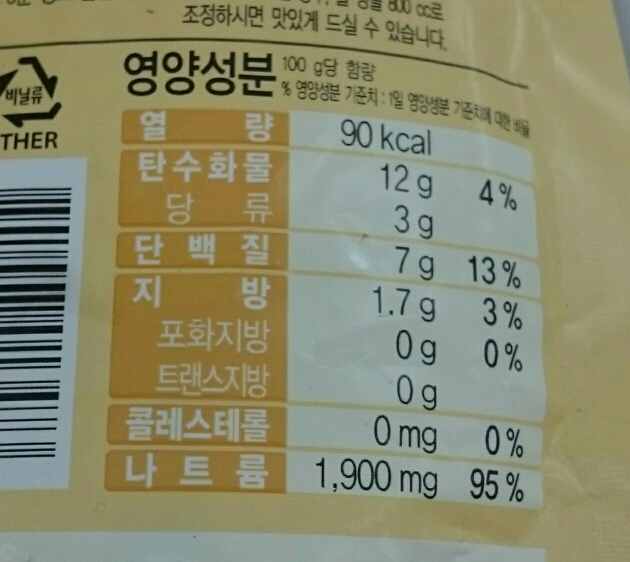 800 cc로
조정하시면 맛있게 드실 수 있습니다.
영양성분 100 g당 함량
% 영양성분 기준치 : 1일 영양성분 기준치에 대한 비율
비닐류
THER
열 량 90 kcal
탄수화물 12 g 4 %
당 류 3 g
단 백 질 7 g 13 %
지 방 1.7 g 3 %
포화지방 0 g 0 %
트랜스지방 0 g
콜레스테롤 0 mg 0 %
나 트 륨 1,900 mg 95 %